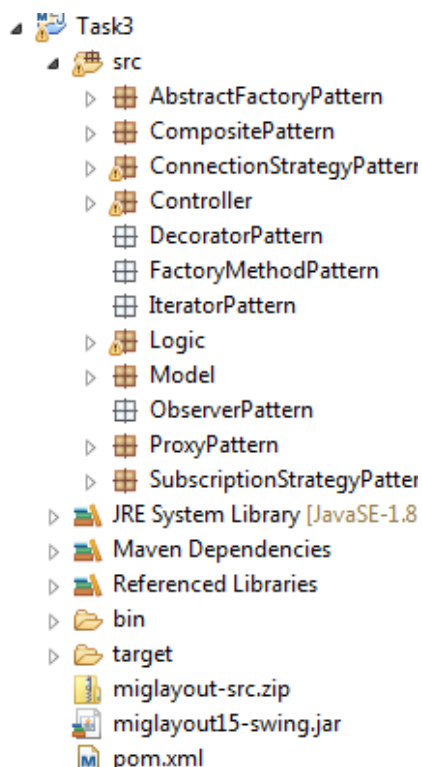 Task3
src
AbstractFactoryPattern
CompositePattern
ConnectionStrategyPatterr
Controller
DecoratorPattern
FactoryMethodPattern
IteratorPattern
Logic
Model
ObserverPattern
ProxyPattern
SubscriptionStrategyPatter
JRE System Library [JavaSE-1.8
Maven Dependencies
Referenced Libraries
bin
target
miglayout-src.zip
miglayout15-swing.jar
pom.xml